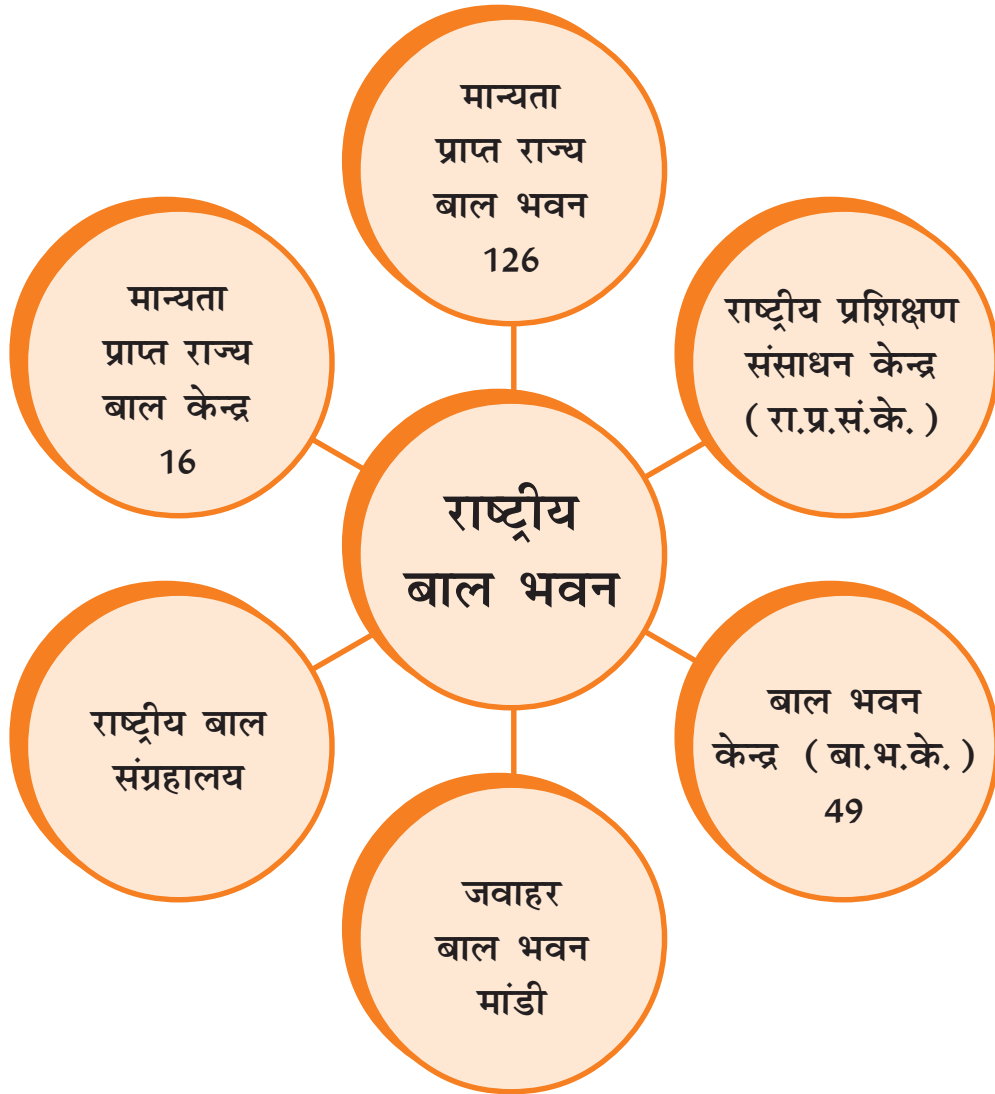 मान्यता
प्राप्त राज्य
बाल भवन
126
मान्यता
प्राप्त राज्य
बाल केन्द्र
16
राष्ट्रीय प्रशिक्षण
संसाधन केन्द्र
( रा.प्र.सं.के. )
राष्ट्रीय
बाल भवन
राष्ट्रीय बाल
संग्रहालय
बाल भवन
केन्द्र ( बा.भ.के. )
49
जवाहर
बाल भवन
मांडी